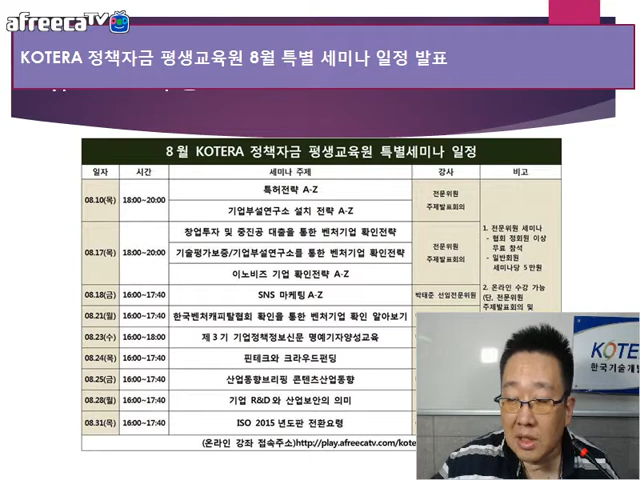 afreecaTV
KOTERA 정책자금 평생교육원 8월 특별 세미나 일정 발표
8월 KOTERA 정책자금 평생교육원 특별세미나 일정
일자 시간 세미나 주제 강사 비고
08.10(목) 18:00~20:00 특허전략 A-Z 전문위원 주제발표회의
기업부설연구소 설치 전략 A-Z
08.17(목) 18:00~20:00 창업투자 및 중진공 대출을 통한 벤처기업 확인전략 전문위원 주제발표회의
기술평가보증/기업부설연구소를 통한 벤처기업 확인전략
이노비즈 기업 확인전략 A-Z
1. 전문위원 세미나
- 협회 정회원 이상
무료 참석
- 일반회원
세미나당 5만원
2. 온라인 수강 가능
(단, 전문위원
주제발표회의 및
08.18(금) 16:00~17:40 SNS 마케팅 A-Z 박태준 선임전문위원
08.21(월) 16:00~17:40 한국벤처캐피탈협회 확인을 통한 벤처기업 확인 알아보기
08.23(수) 16:00~18:00 제3기 기업정책정보신문 명예기자양성교육
08.24(목) 16:00~17:40 핀테크와 크라우드펀딩
08.25(금) 16:00~17:40 산업동향브리핑 콘텐츠산업동향
08.28(월) 16:00~17:40 기업 R&D와 산업보안의 의미
08.31(목) 16:00~17:40 ISO 2015 년도판 전환요령
(온라인 강좌 접속주소)http://play.afreecatv.com/kote
KOTE
한국기술개